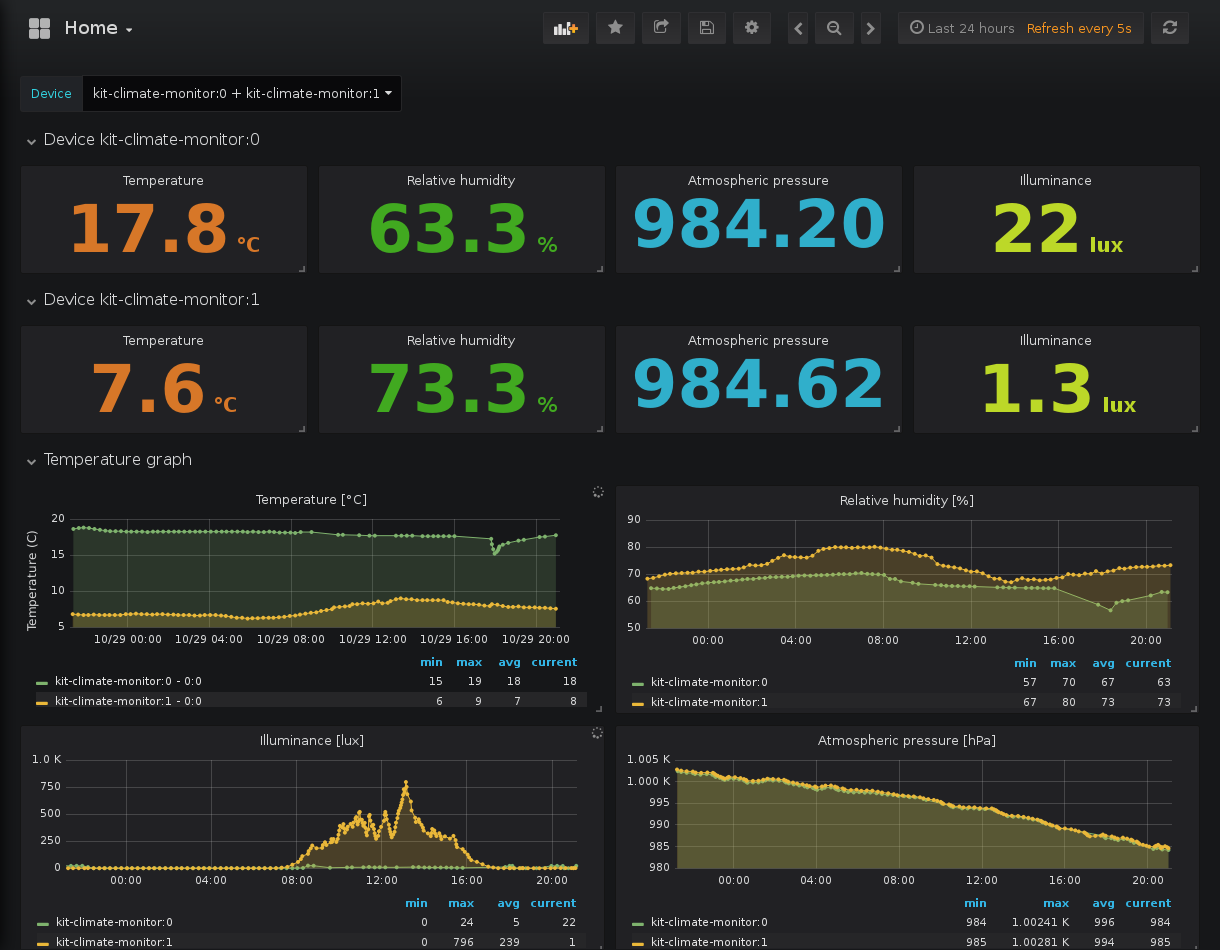 Home
Last 24 hours Refresh every 5s
Device kit-climate-monitor:0 + kit-climate-monitor:1
Device kit-climate-monitor:0
Temperature Relative humidity Atmospheric pressure Illuminance
17.8 °C 63.3 % 984.20 22 lux
Device kit-climate-monitor:1
Temperature Relative humidity Atmospheric pressure Illuminance
7.6 °C 73.3 % 984.62 1.3 lux
Temperature graph
Temperature [°C]
Temperature (C)
20
15
10
5
10/29 00:00 10/29 04:00 10/29 08:00 10/29 12:00 10/29 16:00 10/29 20:00
min max avg current
kit-climate-monitor:0 - 0:0 15 19 18 18
kit-climate-monitor:1 - 0:0 6 9 7 8
Relative humidity [%]
90
80
70
60
50
00:00 04:00 08:00 12:00 16:00 20:00
min max avg current
kit-climate-monitor:0 57 70 67 63
kit-climate-monitor:1 67 80 73 73
Illuminance [lux]
1.0 K
750
500
250
0
00:00 04:00 08:00 12:00 16:00 20:00
min max avg current
kit-climate-monitor:0 0 24 5 22
kit-climate-monitor:1 0 796 239 1
Atmospheric pressure [hPa]
1.005 K
1.000 K
995
990
985
980
00:00 04:00 08:00 12:00 16:00 20:00
min max avg current
kit-climate-monitor:0 984 1.00241 K 996 984
kit-climate-monitor:1 985 1.00281 K 994 985